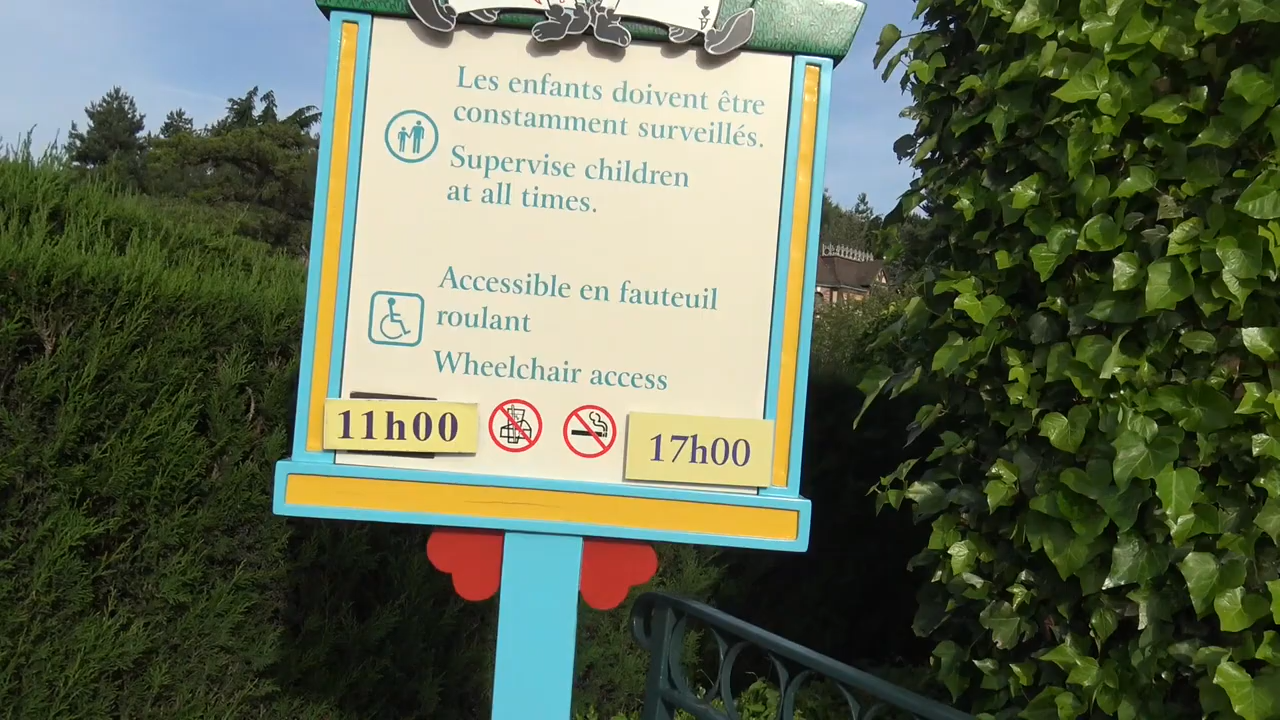 Les enfants doivent être
constamment surveillés.
Supervise children
at all times.
Accessible en fauteuil
roulant
Wheelchair access
11h00
17h00